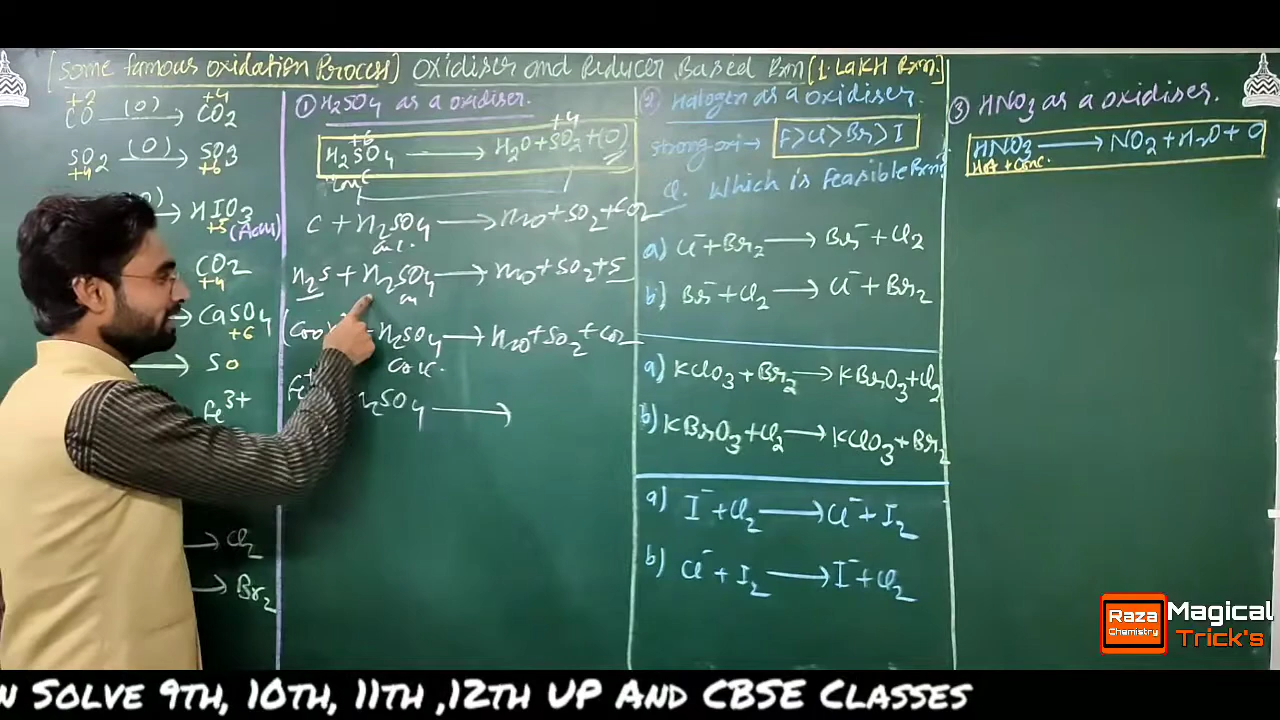 [Some famous oxidation Process] Oxidiser and Reducer Based Rxn [1. LAKH Rxn.]
+2 +4
CO (O)⟶ CO2
SO2 (O)⟶ SO3
+4 +6
O) ⟶ HIO3
+5 (Acid)
CO2
+4
⟶ CaSO4
+6
⟶ S0
Fe3+
⟶ Cl2
⟶ Br2
① H2SO4 as a oxidiser.
+6 +4
H2SO4 ⟶ H2O + SO2 + (O)
conc
C + H2SO4 ⟶ H2O + SO2 + CO2
H2S + H2SO4 ⟶ H2O + SO2 + S
(COO) H2SO4 ⟶ H2O + SO2 + CO2
conc.
Fe+ 2SO4 ⟶
② Halogen as a oxidiser.
strong oxi → F > Cl > Br > I
Q. Which is feasible Rxn
a) Cl⁻ + Br2 ⟶ Br⁻ + Cl2
b) Br⁻ + Cl2 ⟶ Cl⁻ + Br2
a) KClO3 + Br2 ⟶ KBrO3 + Cl2
b) KBrO3 + Cl2 ⟶ KClO3 + Br2
a) I⁻ + Cl2 ⟶ Cl⁻ + I2
b) Cl⁻ + I2 ⟶ I⁻ + Cl2
③ HNO3 as a oxidiser.
HNO3 ⟶ NO2 + H2O + O
Hot + Conc.
Raza Magical
Chemistry Trick's
N SOLVE 9TH, 10TH, 11TH ,12TH UP AND CBSE CLASSES